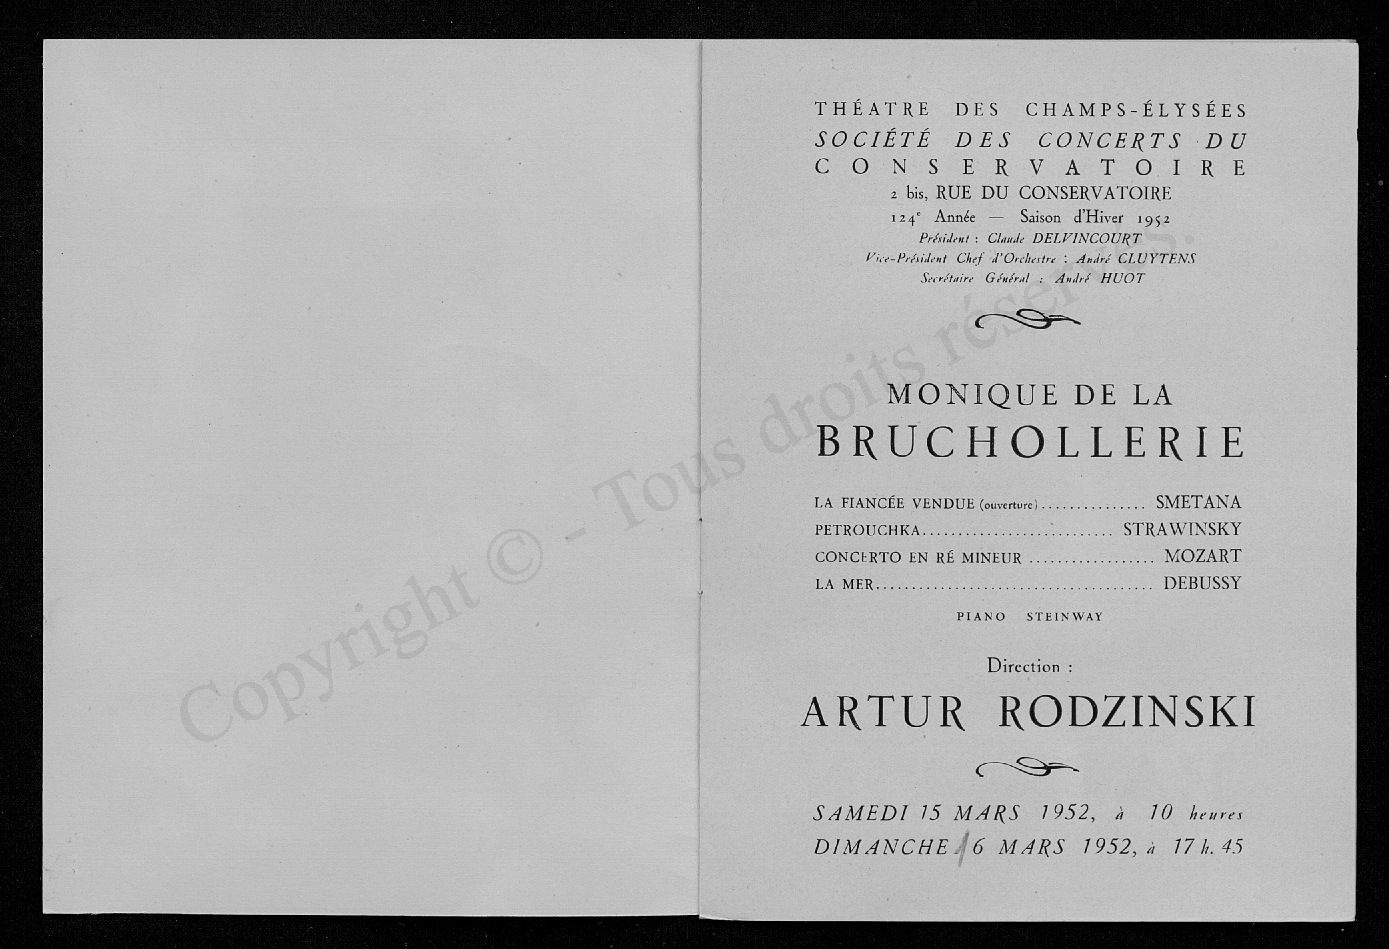 THÉATRE DES CHAMPS-ÉLYSÉES
SOCIÉTÉ DES CONCERTS DU
CONSERVATOIRE
2 bis, RUE DU CONSERVATOIRE
124e Année — Saison d'Hiver 1952
Président : Claude DELVINCOURT
Vice-Président Chef d'Orchestre : André CLUYTENS
Secrétaire Général : André HUOT
MONIQUE DE LA
BRUCHOLLERIE
LA FIANCÉE VENDUE (ouverture)............... SMETANA
PETROUCHKA........................... STRAWINSKY
CONCERTO EN RÉ MINEUR .................. MOZART
LA MER....................................... DEBUSSY
PIANO STEINWAY
Direction :
ARTUR RODZINSKI
SAMEDI 15 MARS 1952, à 10 heures
DIMANCHE 16 MARS 1952, à 17 h. 45
Copyright © - Tous droits réservés.